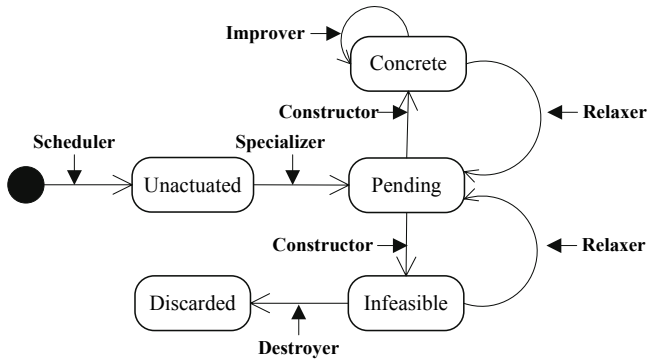 Improver
Concrete
Constructor
Relaxer
Scheduler
Specializer
Unactuated
Pending
Constructor
Relaxer
Discarded
Infeasible
Destroyer